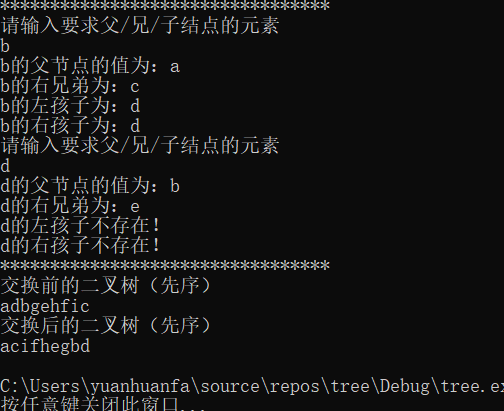 *********************************
请输入要求父/兄/子结点的元素
b
b的父节点的值为：a
b的右兄弟为：c
b的左孩子为：d
b的右孩子为：d
请输入要求父/兄/子结点的元素
d
d的父节点的值为：b
d的右兄弟为：e
d的左孩子不存在！
d的右孩子不存在！
*********************************
交换前的二叉树（先序）
adbgehfic
交换后的二叉树（先序）
acifhegbd
C:\Users\yuanhuanfa\source\repos\tree\Debug\tree.ex
按任意键关闭此窗口...